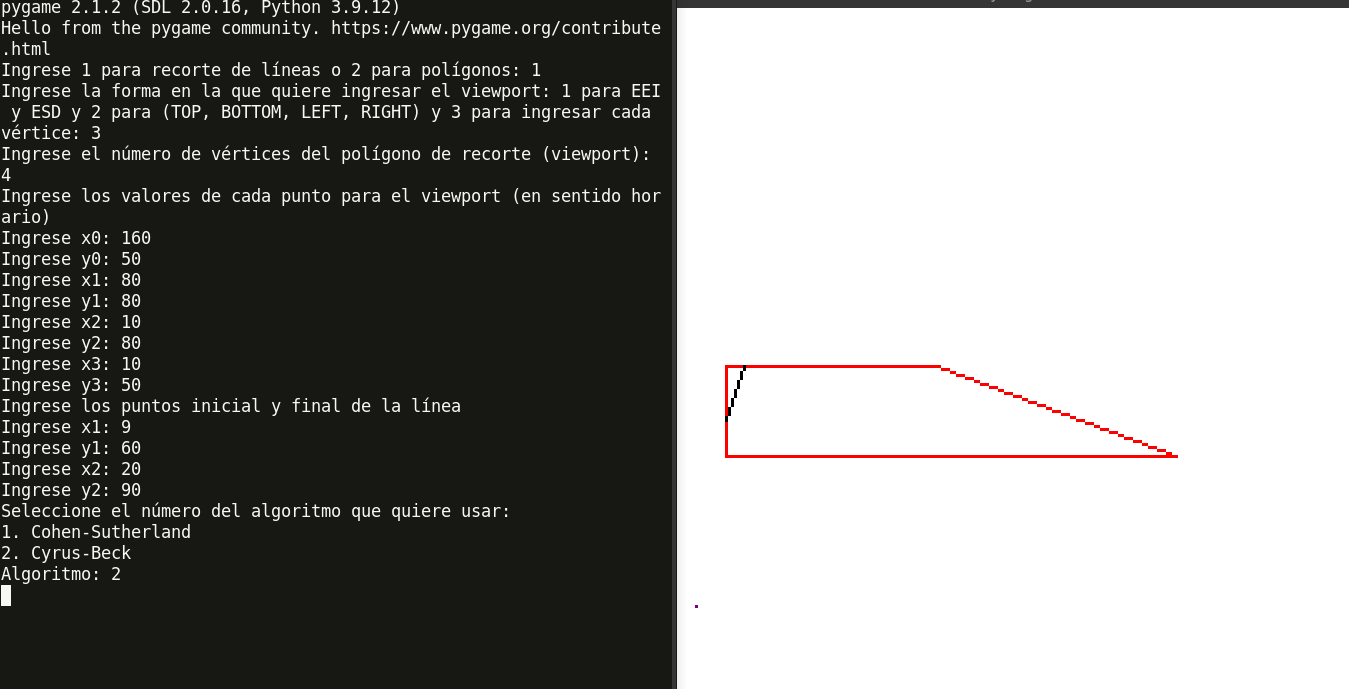 pygame 2.1.2 (SDL 2.0.16, Python 3.9.12)
Hello from the pygame community. https://www.pygame.org/contribute
.html
Ingrese 1 para recorte de líneas o 2 para polígonos: 1
Ingrese la forma en la que quiere ingresar el viewport: 1 para EEI
 y ESD y 2 para (TOP, BOTTOM, LEFT, RIGHT) y 3 para ingresar cada
vértice: 3
Ingrese el número de vértices del polígono de recorte (viewport):
4
Ingrese los valores de cada punto para el viewport (en sentido hor
ario)
Ingrese x0: 160
Ingrese y0: 50
Ingrese x1: 80
Ingrese y1: 80
Ingrese x2: 10
Ingrese y2: 80
Ingrese x3: 10
Ingrese y3: 50
Ingrese los puntos inicial y final de la línea
Ingrese x1: 9
Ingrese y1: 60
Ingrese x2: 20
Ingrese y2: 90
Seleccione el número del algoritmo que quiere usar:
1. Cohen-Sutherland
2. Cyrus-Beck
Algoritmo: 2